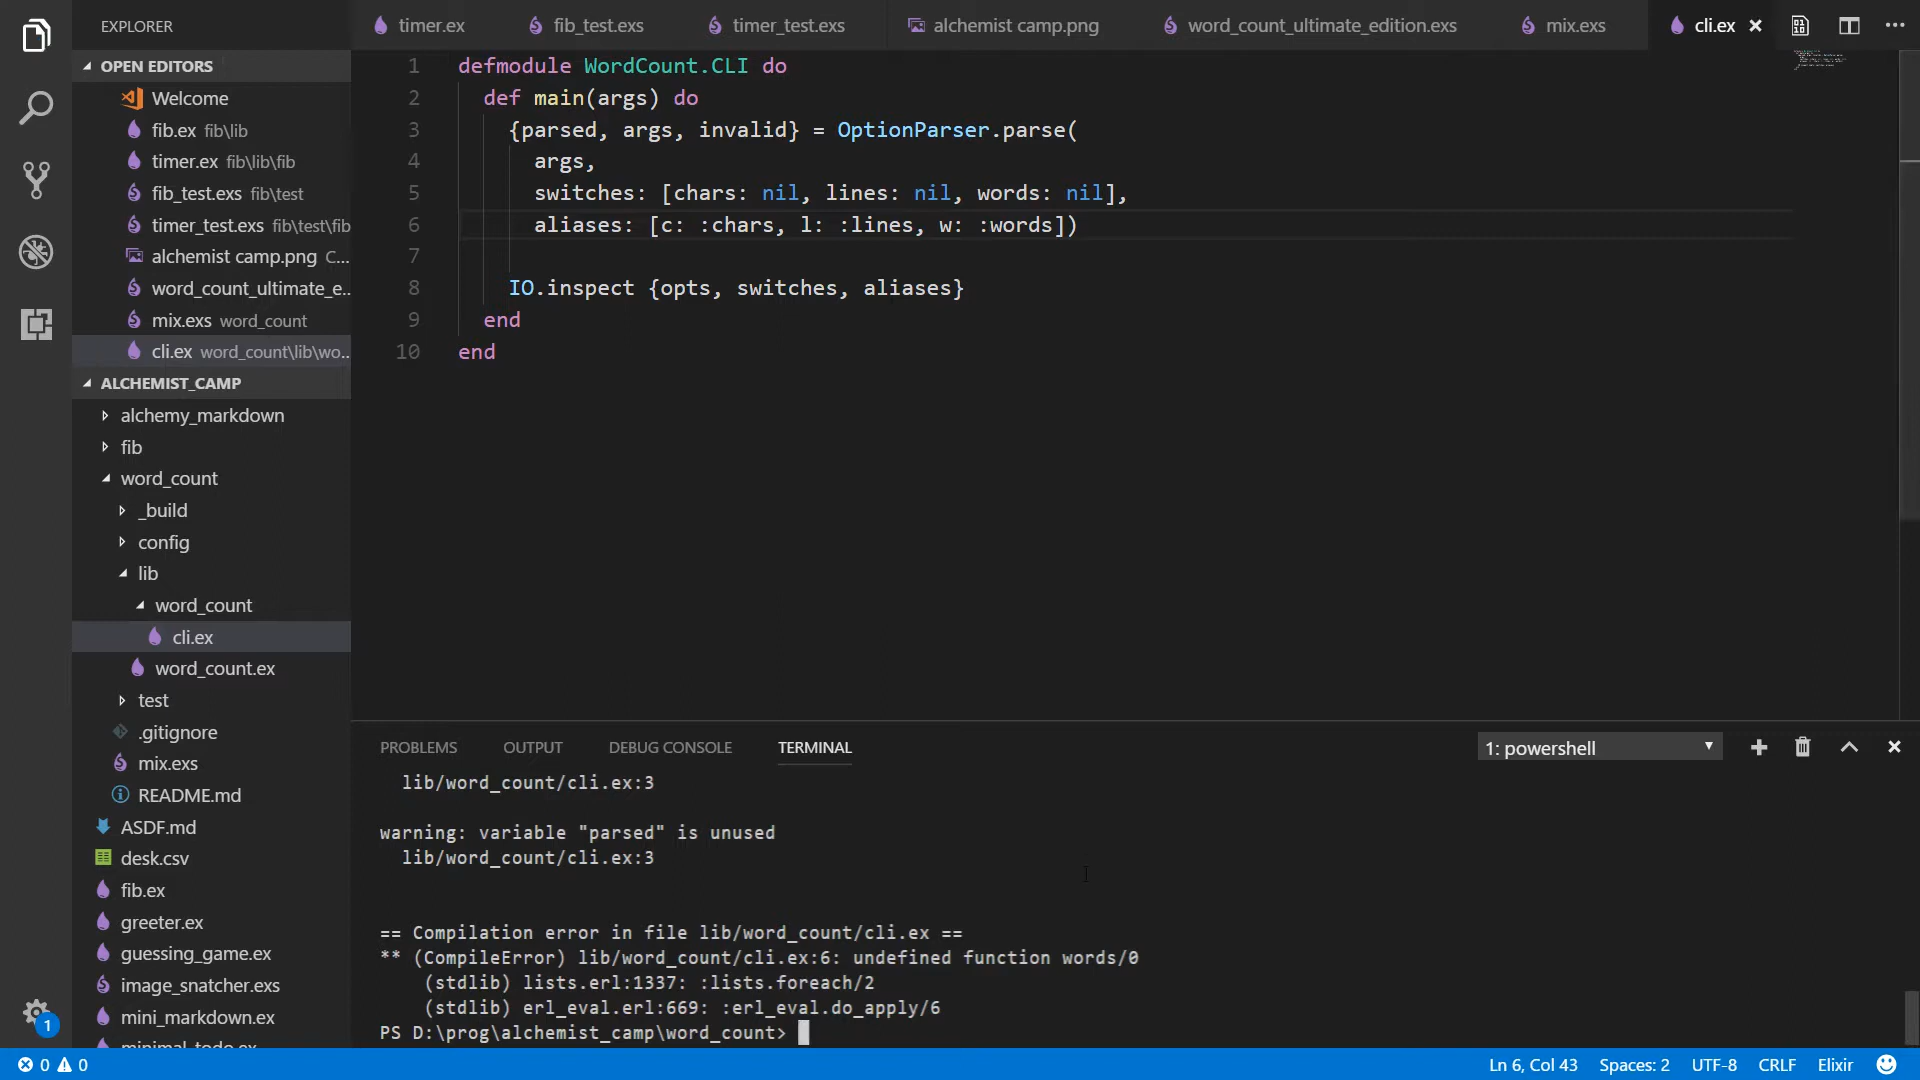 EXPLORER
OPEN EDITORS
Welcome
fib.ex fib\lib
timer.ex fib\lib\fib
fib_test.exs fib\test
timer_test.exs fib\test\fib
alchemist camp.png C...
word_count_ultimate_e..
mix.exs word_count
cli.ex word_count\lib\wo..
ALCHEMIST_CAMP
alchemy_markdown
fib
word_count
_build
config
lib
word_count
cli.ex
word_count.ex
test
.gitignore
mix.exs
README.md
ASDF.md
desk.csv
fib.ex
greeter.ex
guessing_game.ex
image_snatcher.exs
mini_markdown.ex
minimal_todo.ex
1
timer.ex fib_test.exs timer_test.exs alchemist camp.png word_count_ultimate_edition.exs mix.exs cli.ex
1 defmodule WordCount.CLI do
2 def main(args) do
3 {parsed, args, invalid} = OptionParser.parse(
4 args,
5 switches: [chars: nil, lines: nil, words: nil],
6 aliases: [c: :chars, l: :lines, w: :words])
7
8 IO.inspect {opts, switches, aliases}
9 end
10 end
PROBLEMS OUTPUT DEBUG CONSOLE TERMINAL 1: powershell
lib/word_count/cli.ex:3
warning: variable "parsed" is unused
lib/word_count/cli.ex:3
== Compilation error in file lib/word_count/cli.ex ==
** (CompileError) lib/word_count/cli.ex:6: undefined function words/0
(stdlib) lists.erl:1337: :lists.foreach/2
(stdlib) erl_eval.erl:669: :erl_eval.do_apply/6
PS D:\prog\alchemist_camp\word_count>
0 0 Ln 6, Col 43 Spaces: 2 UTF-8 CRLF Elixir